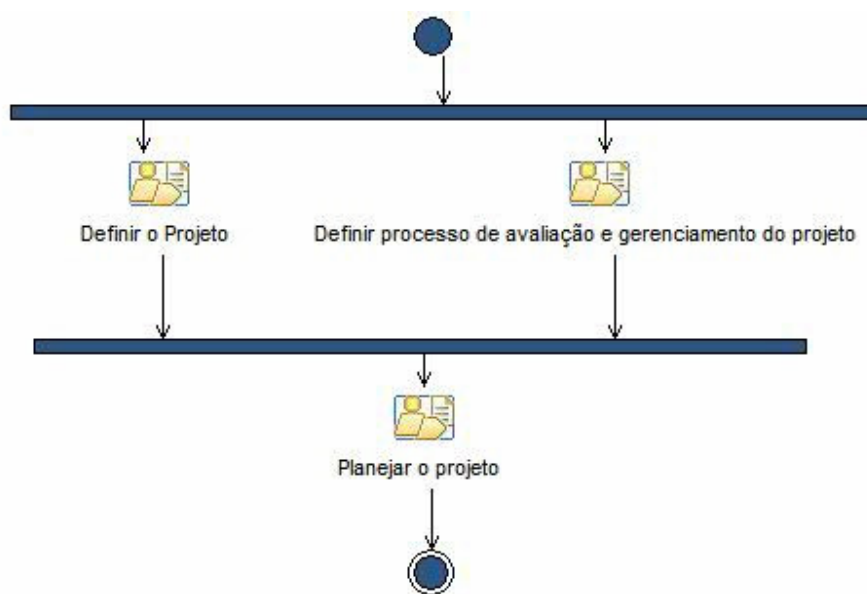 Definir o Projeto
Definir processo de avaliação e gerenciamento do projeto
Planejar o projeto